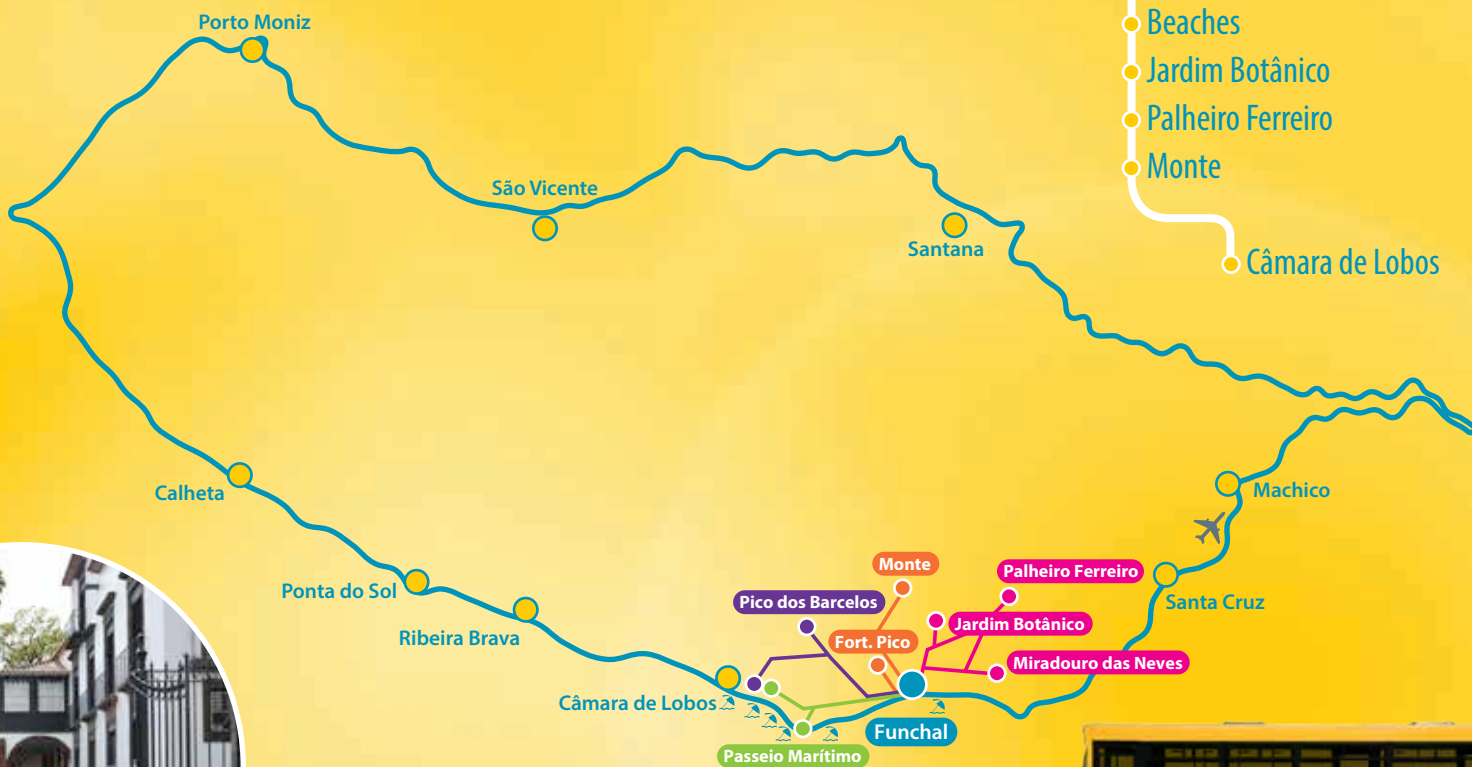 Porto Moniz
Beaches
Jardim Botânico
Palheiro Ferreiro
Monte
São Vicente
Santana
Câmara de Lobos
Calheta
Machico
Ponta do Sol
Ribeira Brava
Monte
Palheiro Ferreiro
Pico dos Barcelos
Santa Cruz
Jardim Botânico
Fort. Pico
Miradouro das Neves
Câmara de Lobos
Funchal
Passeio Marítimo